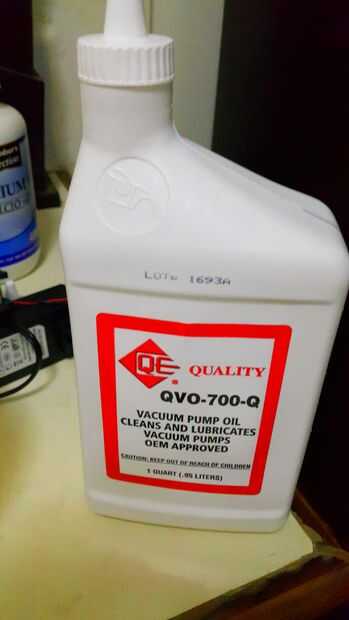 LOT# 1693A
QE
®
QUALITY
QVO-700-Q
VACUUM PUMP OIL
CLEANS AND LUBRICATES
VACUUM PUMPS
OEM APPROVED
CAUTION: KEEP OUT OF REACH OF CHILDREN
1 QUART (.95 LITERS)